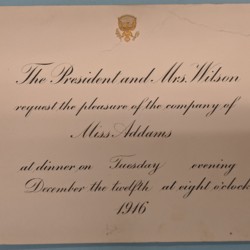 The President and Mrs. Wilson
request the pleasure of the company of
Miss Addams
at dinner on Tuesday evening
December the twelfth at eight o'clock
1916